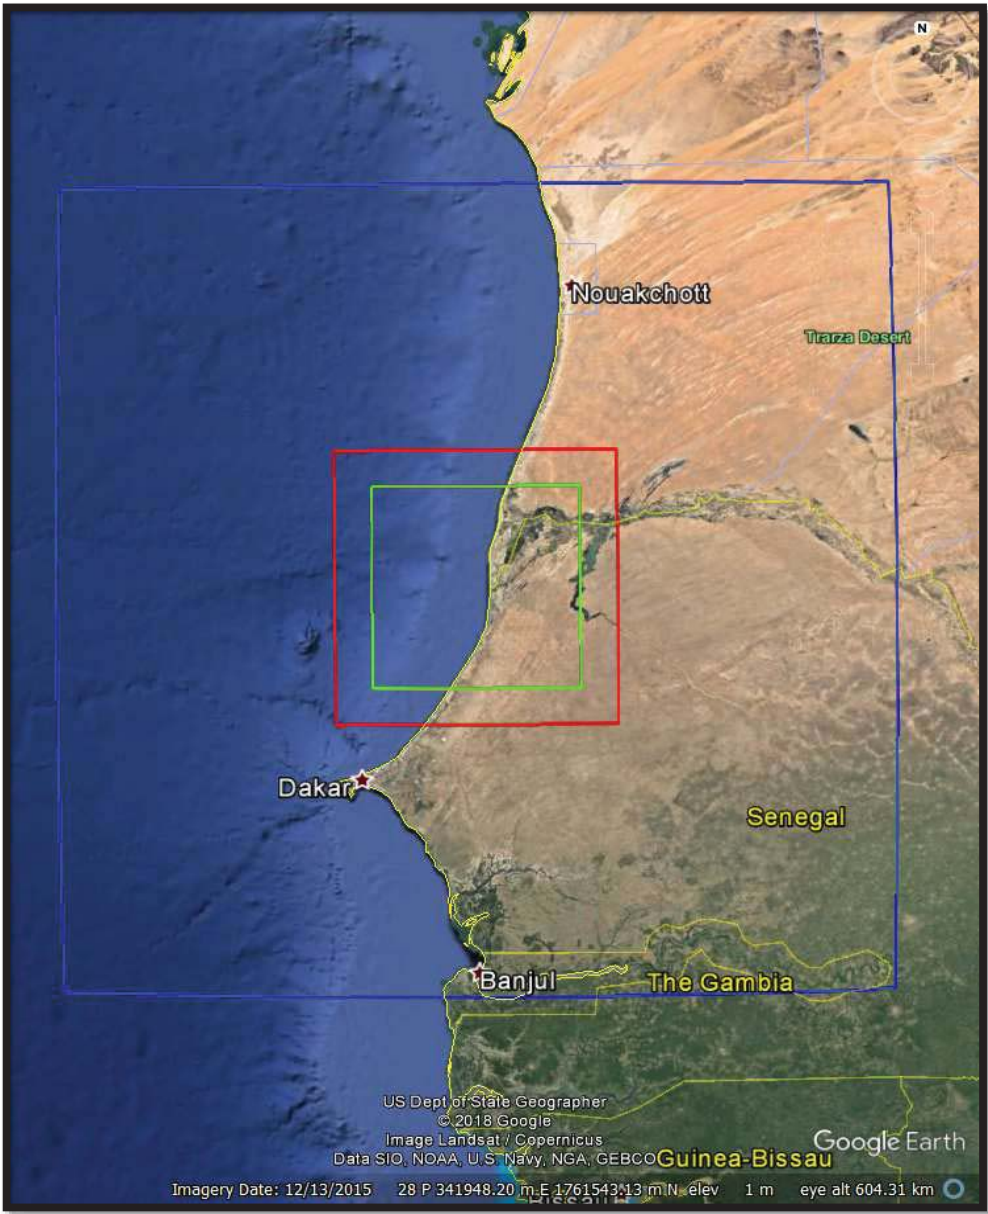 N
Nouakchott
Trarza Desert
Dakar
Senegal
Banjul
The Gambia
US Dept of State Geographer
© 2018 Google
Image Landsat / Copernicus
Data SIO, NOAA, U.S. Navy, NGA, GEBCO
Google Earth
Guinea-Bissau
Imagery Date: 12/13/2015 28 P 341948.20 m E 1761543.13 m N elev 1 m eye alt 604.31 km
Bissau